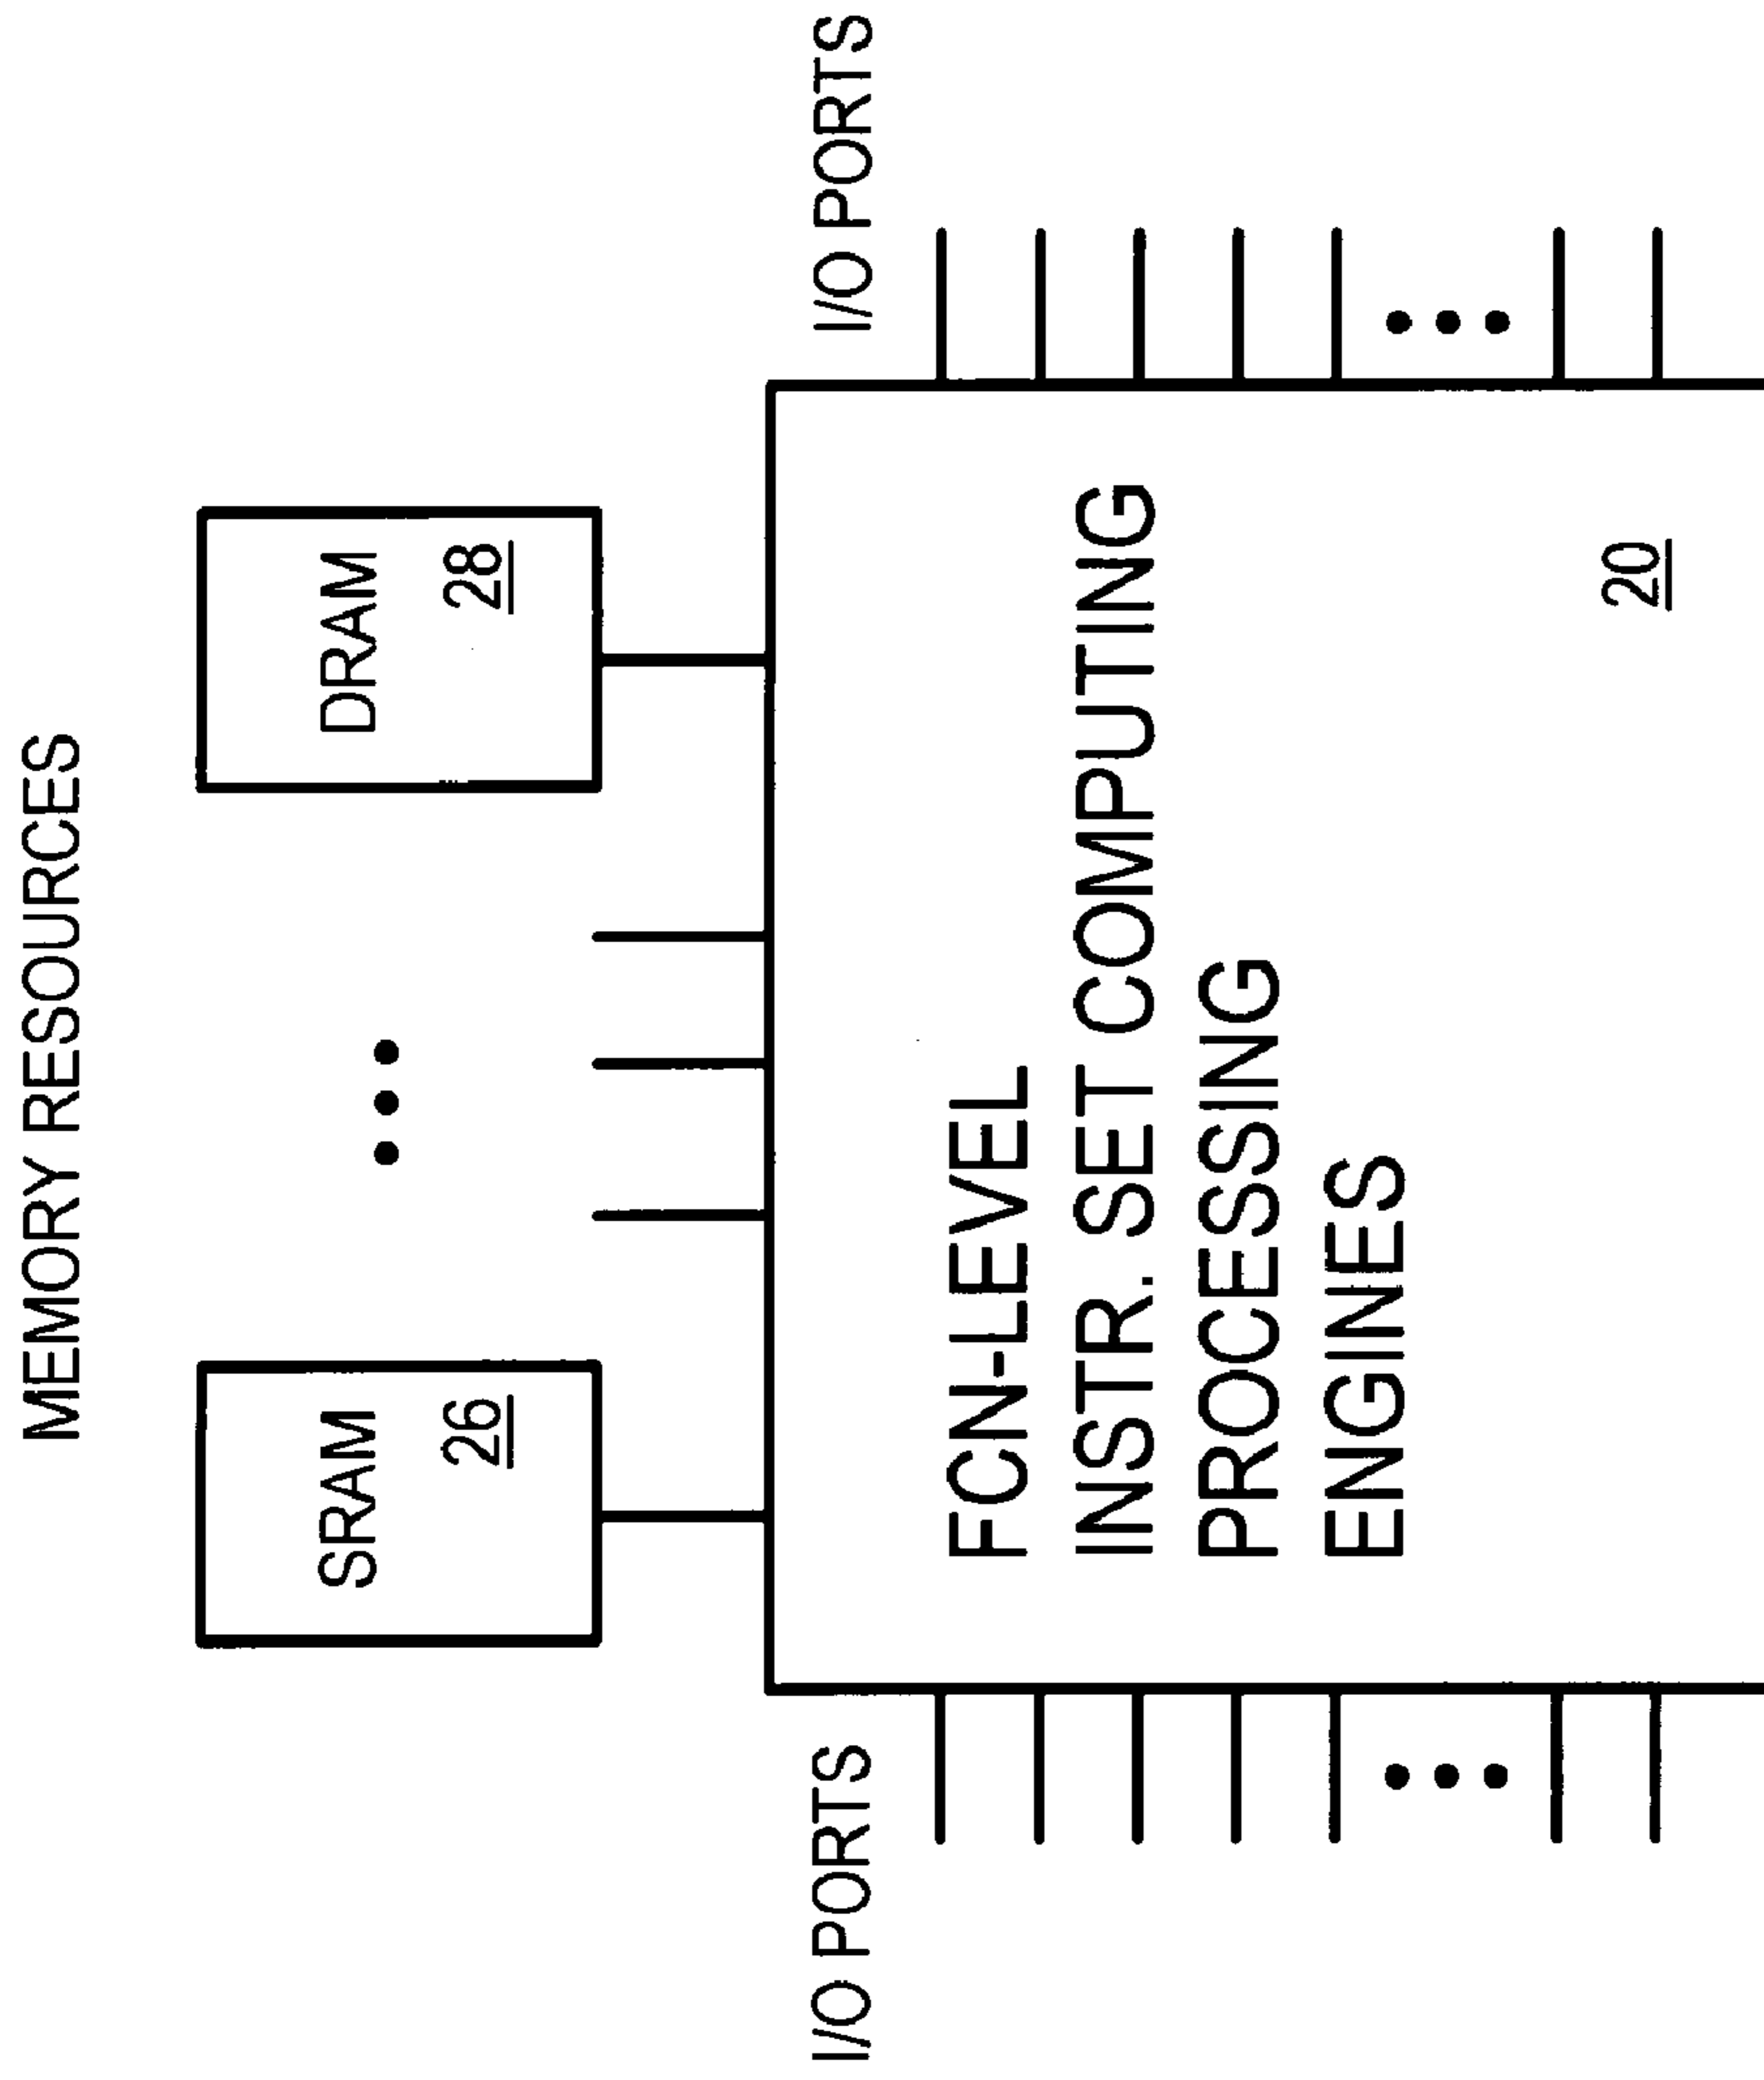 MEMORY RESOURCES
SRAM
26
DRAM
28
I/O PORTS
I/O PORTS
FCN-LEVEL
INSTR. SET COMPUTING
PROCESSING
ENGINES
20